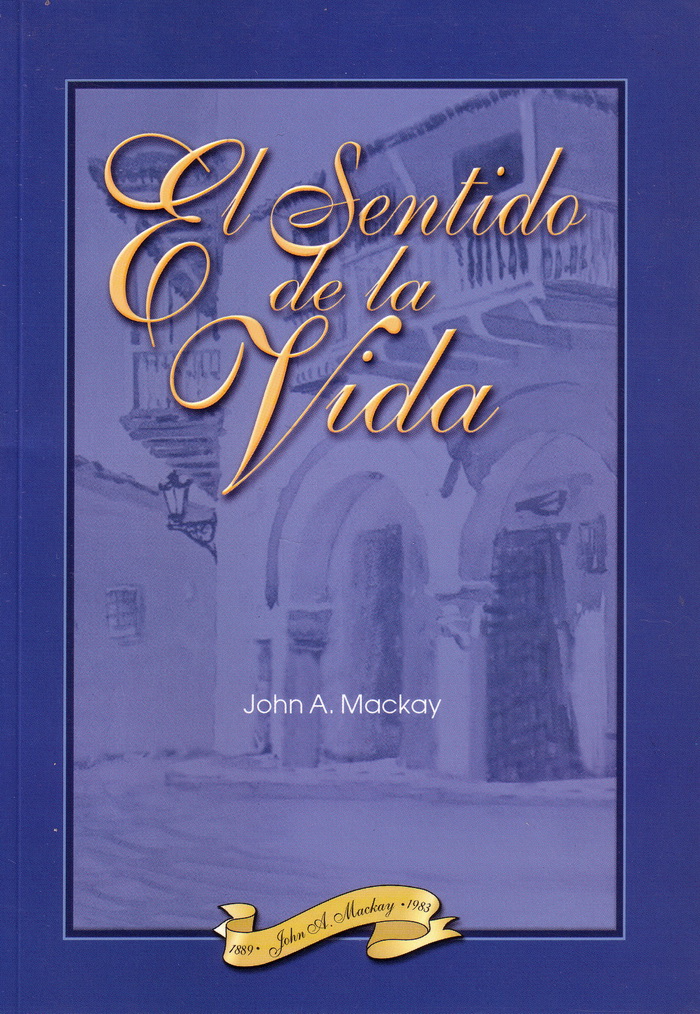 El Sentido
de la
Vida
John A. Mackay
1889 • John A. Mackay • 1983